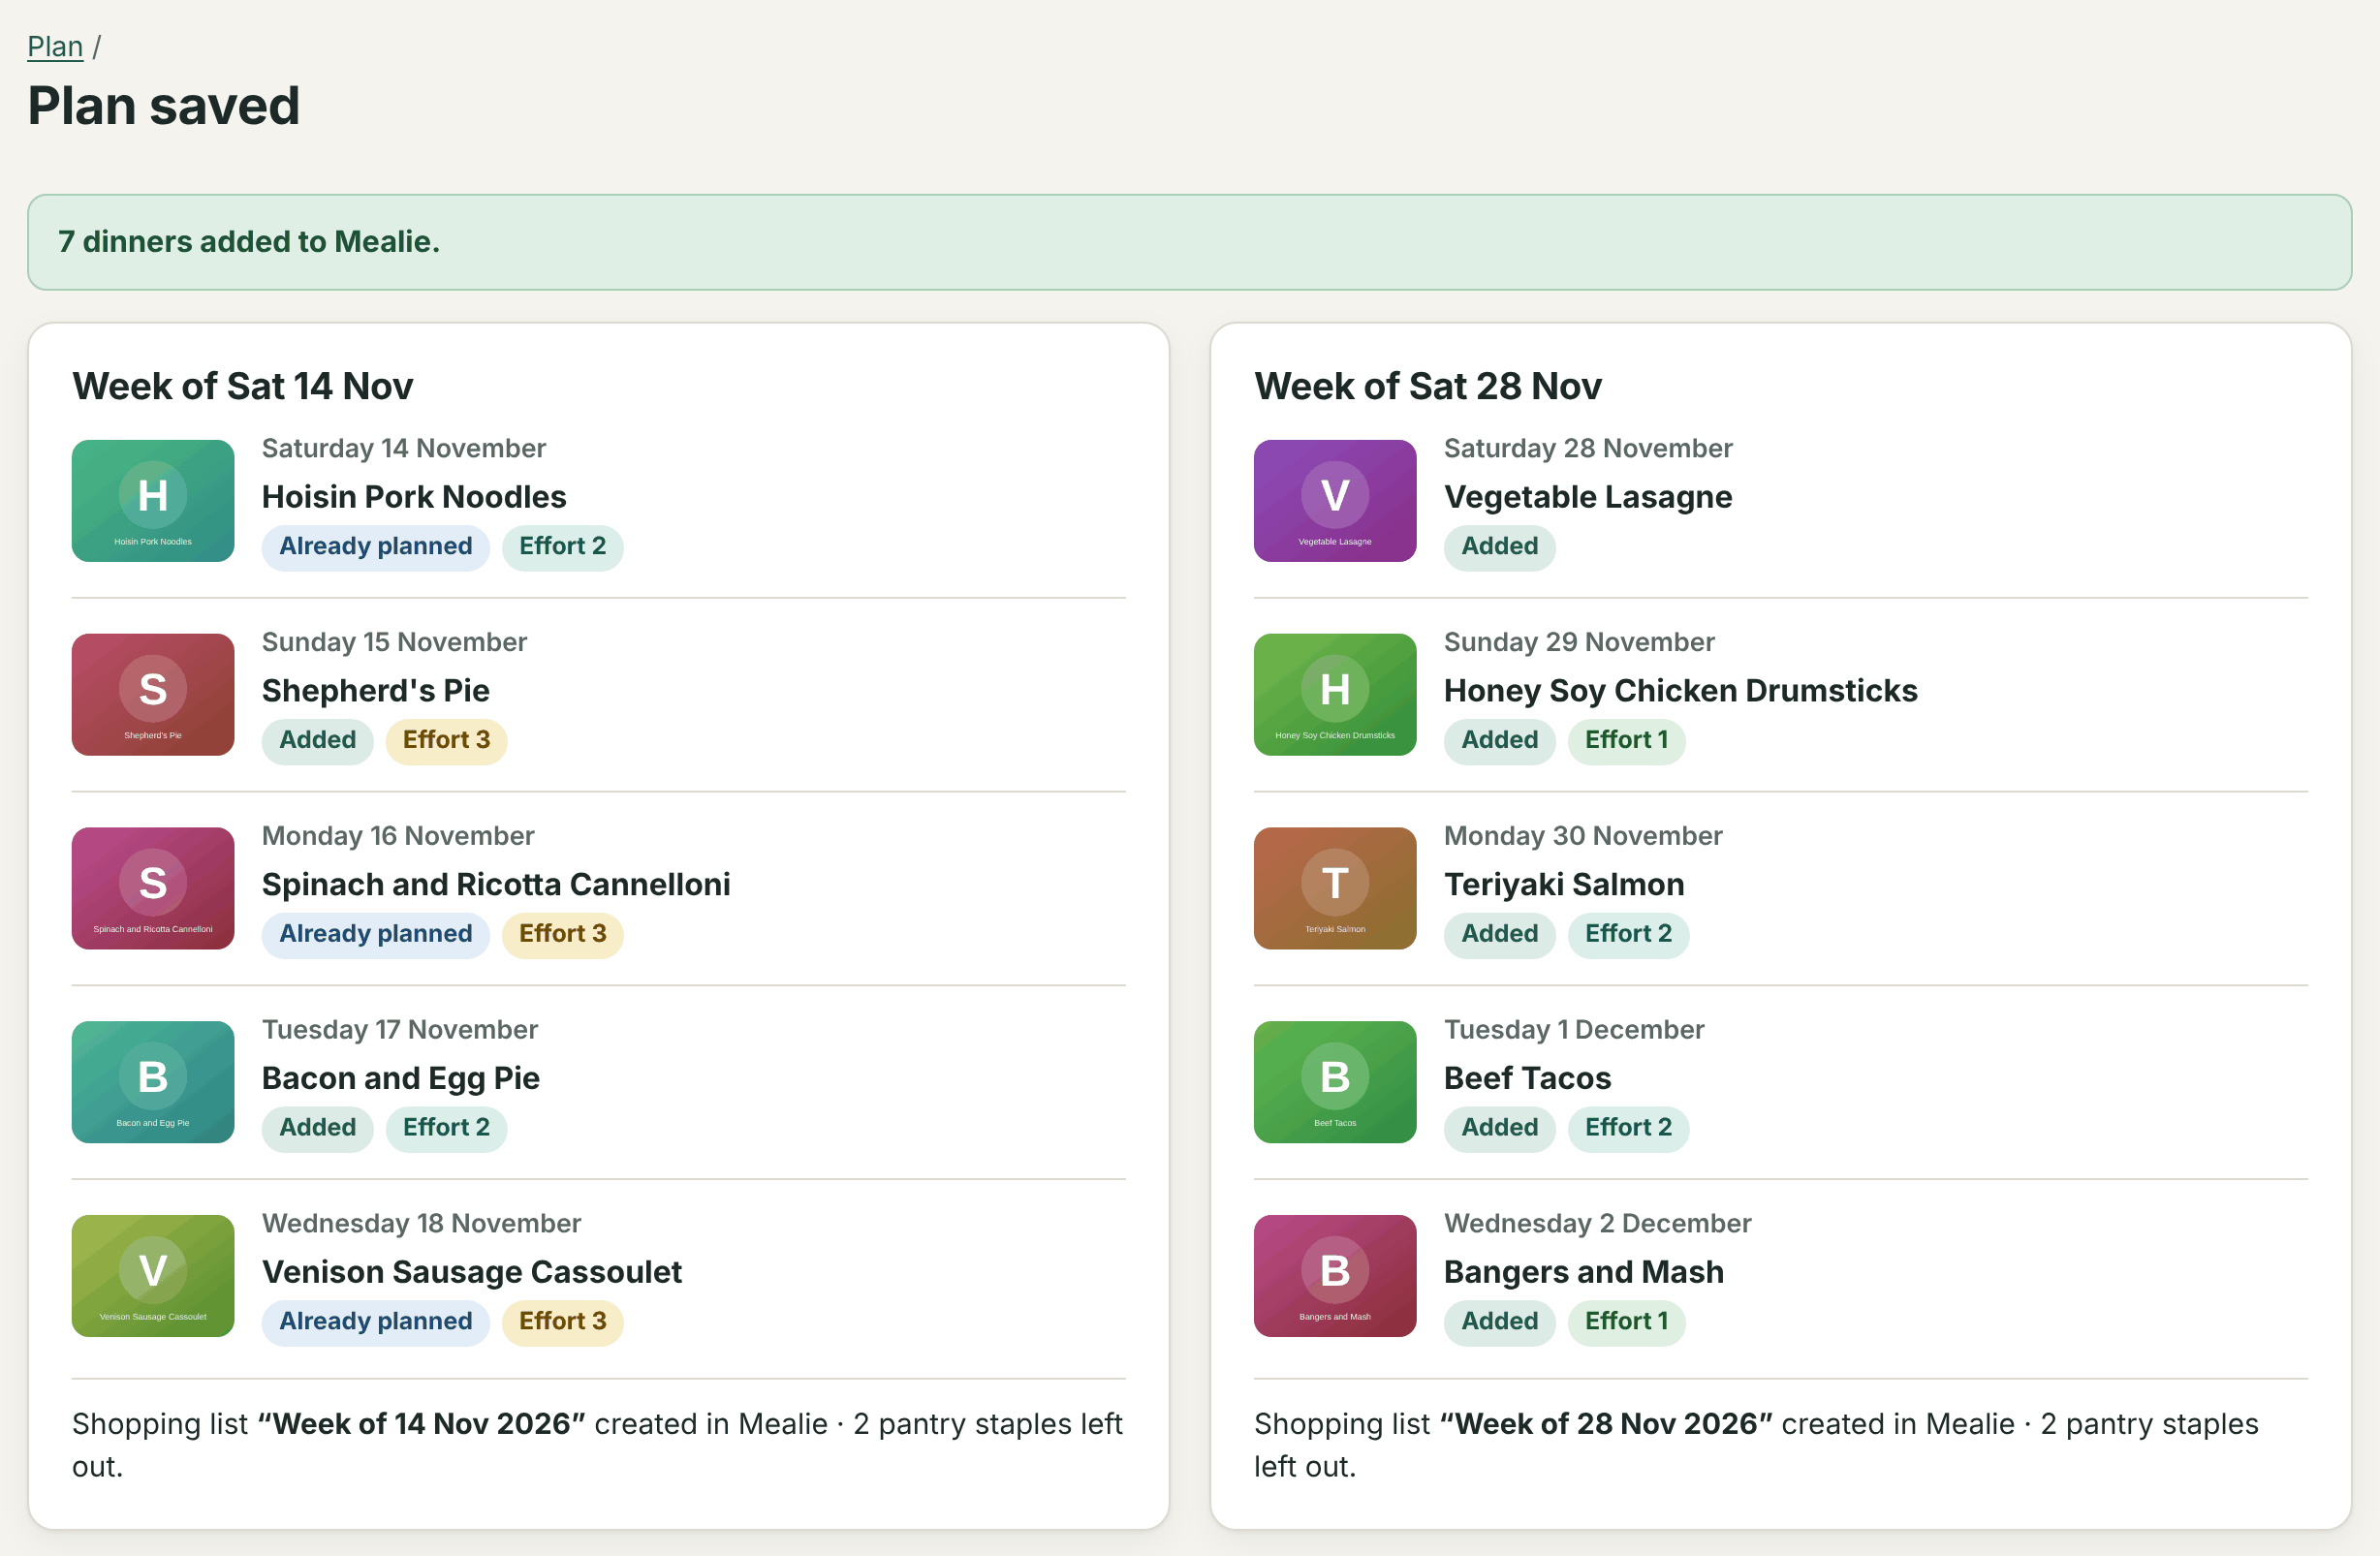 Plan /
Plan saved
7 dinners added to Mealie.
Week of Sat 14 Nov
H
Hoisin Pork Noodles
Saturday 14 November
Hoisin Pork Noodles
Already planned
Effort 2
S
Shepherd's Pie
Sunday 15 November
Shepherd's Pie
Added
Effort 3
S
Spinach and Ricotta Cannelloni
Monday 16 November
Spinach and Ricotta Cannelloni
Already planned
Effort 3
B
Bacon and Egg Pie
Tuesday 17 November
Bacon and Egg Pie
Added
Effort 2
V
Venison Sausage Cassoulet
Wednesday 18 November
Venison Sausage Cassoulet
Already planned
Effort 3
Shopping list “Week of 14 Nov 2026” created in Mealie · 2 pantry staples left
out.
Week of Sat 28 Nov
V
Vegetable Lasagne
Saturday 28 November
Vegetable Lasagne
Added
H
Honey Soy Chicken Drumsticks
Sunday 29 November
Honey Soy Chicken Drumsticks
Added
Effort 1
T
Teriyaki Salmon
Monday 30 November
Teriyaki Salmon
Added
Effort 2
B
Beef Tacos
Tuesday 1 December
Beef Tacos
Added
Effort 2
B
Bangers and Mash
Wednesday 2 December
Bangers and Mash
Added
Effort 1
Shopping list “Week of 28 Nov 2026” created in Mealie · 2 pantry staples
left out.